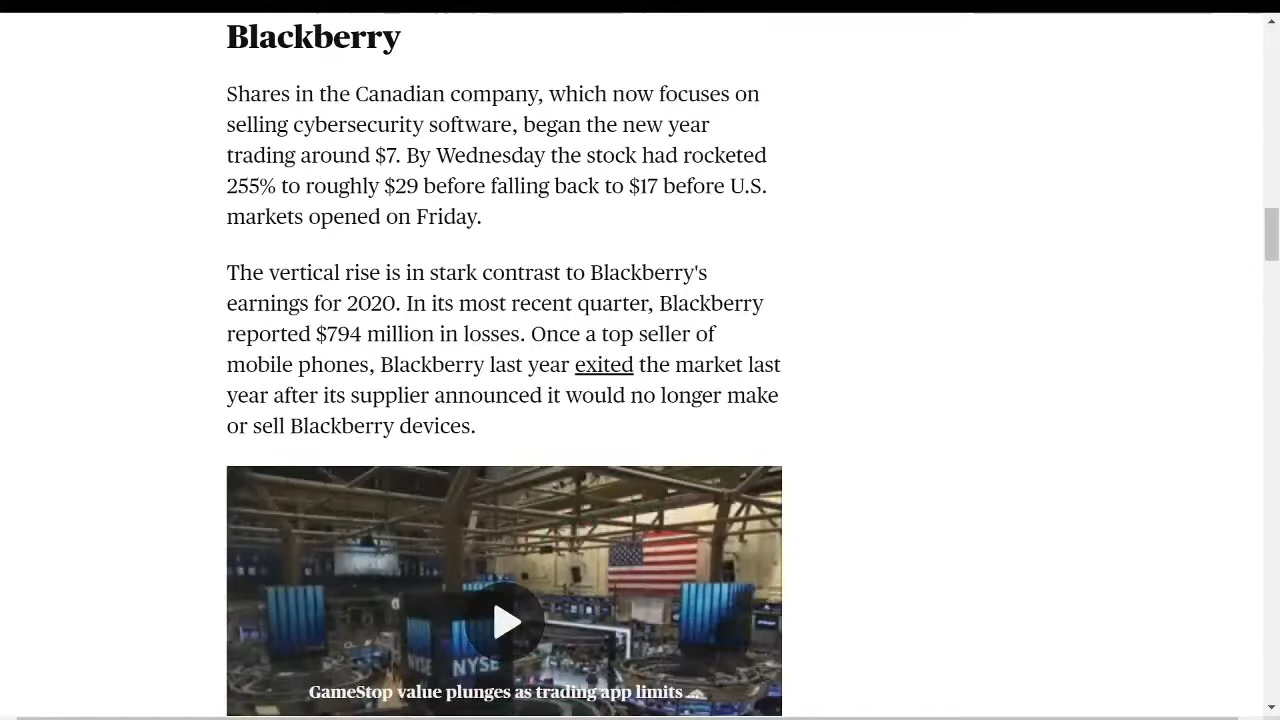 Blackberry
Shares in the Canadian company, which now focuses on
selling cybersecurity software, began the new year
trading around $7. By Wednesday the stock had rocketed
255% to roughly $29 before falling back to $17 before U.S.
markets opened on Friday.
The vertical rise is in stark contrast to Blackberry's
earnings for 2020. In its most recent quarter, Blackberry
reported $794 million in losses. Once a top seller of
mobile phones, Blackberry last year exited the market last
year after its supplier announced it would no longer make
or sell Blackberry devices.
NYSE NYSE
GameStop value plunges as trading app limits ...